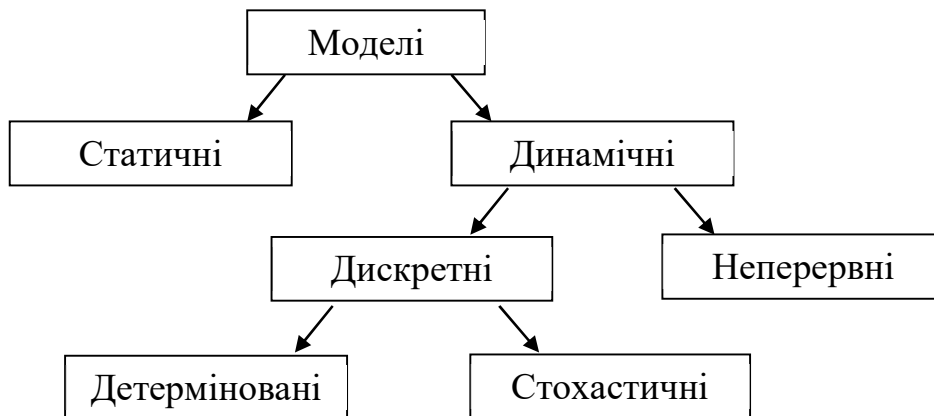 Моделі
Статичні
Динамічні
Дискретні
Неперервні
Детерміновані
Стохастичні